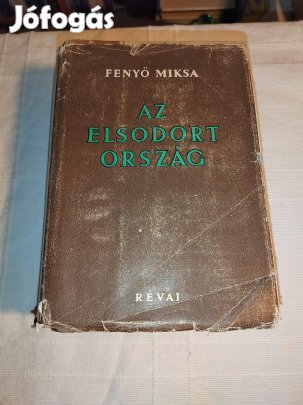 Jófogás
FENYŐ MIKSA
AZ
ELSODORT
ORSZÁG
RÉVAI